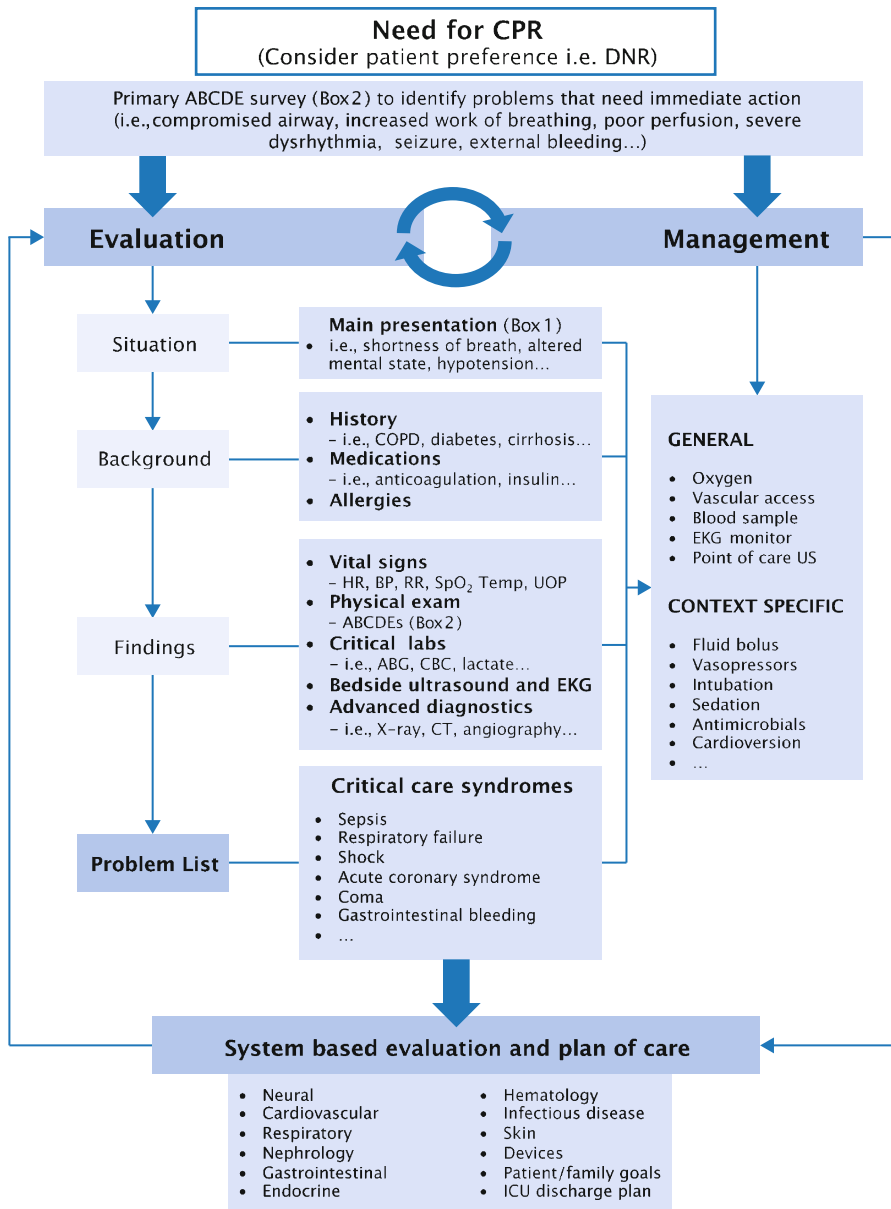 Need for CPR
(Consider patient preference i.e. DNR)
Primary ABCDE survey (Box2) to identify problems that need immediate action
(i.e.,compromised airway, increased work of breathing, poor perfusion, severe
dysrhythmia, seizure, external bleeding...)
Evaluation
Management
Situation
Main presentation (Box1)
• i.e., shortness of breath, altered
mental state, hypotension...
Background
• History
– i.e., COPD, diabetes, cirrhosis...
• Medications
– i.e., anticoagulation, insulin...
• Allergies
Findings
• Vital signs
– HR, BP, RR, SpO₂ Temp, UOP
• Physical exam
– ABCDEs (Box2)
• Critical labs
– i.e., ABG, CBC, lactate...
• Bedside ultrasound and EKG
• Advanced diagnostics
– i.e., X-ray, CT, angiography...
Problem List
Critical care syndromes
• Sepsis
• Respiratory failure
• Shock
• Acute coronary syndrome
• Coma
• Gastrointestinal bleeding
• ...
GENERAL
• Oxygen
• Vascular access
• Blood sample
• EKG monitor
• Point of care US
CONTEXT SPECIFIC
• Fluid bolus
• Vasopressors
• Intubation
• Sedation
• Antimicrobials
• Cardioversion
• ...
System based evaluation and plan of care
• Neural
• Cardiovascular
• Respiratory
• Nephrology
• Gastrointestinal
• Endocrine
• Hematology
• Infectious disease
• Skin
• Devices
• Patient/family goals
• ICU discharge plan